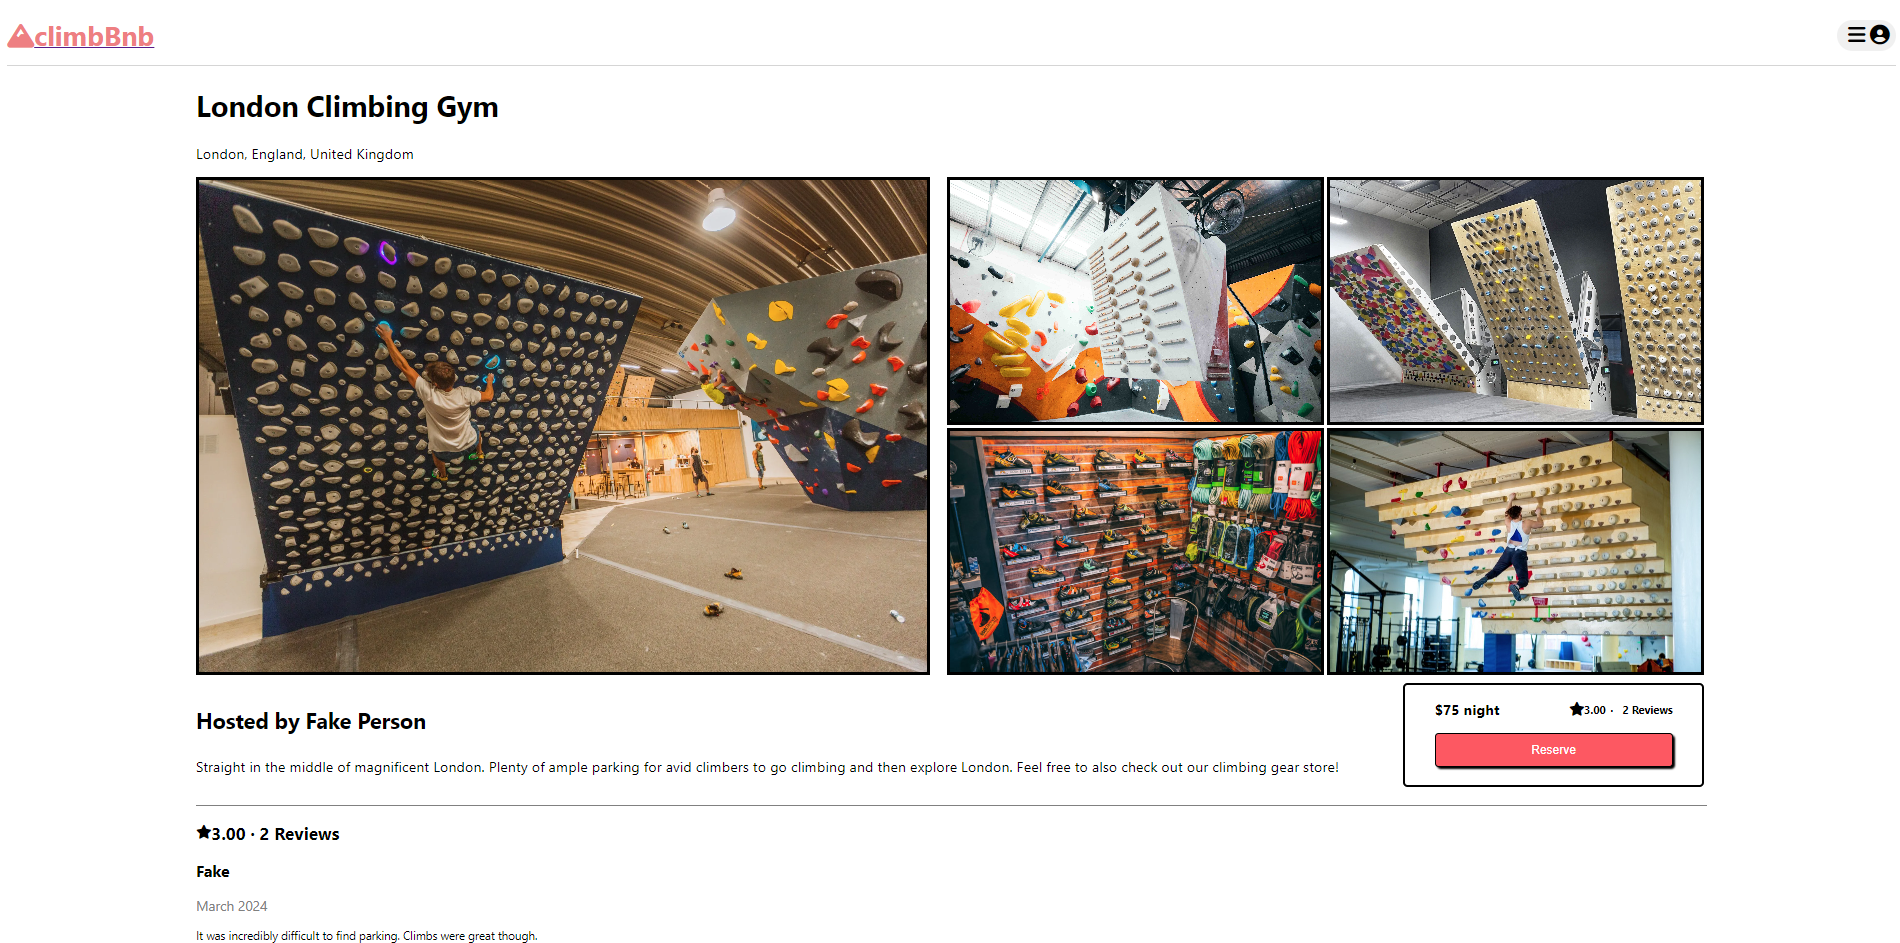 climbBnb
London Climbing Gym
London, England, United Kingdom
Hosted by Fake Person
Straight in the middle of magnificent London. Plenty of ample parking for avid climbers to go climbing and then explore London. Feel free to also check out our climbing gear store!
$75 night
3.00 · 2 Reviews
Reserve
3.00 · 2 Reviews
Fake
March 2024
It was incredibly difficult to find parking. Climbs were great though.